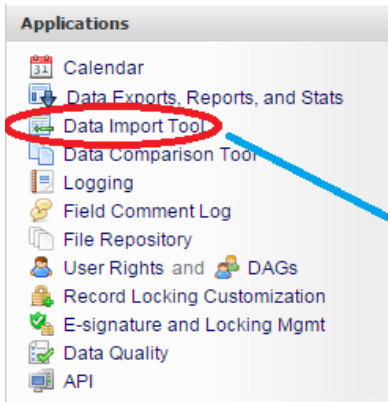 Applications
31 Calendar
Data Exports, Reports, and Stats
Data Import Tool
Data Comparison Tool
Logging
Field Comment Log
File Repository
User Rights and DAGs
Record Locking Customization
E-signature and Locking Mgmt
Data Quality
API